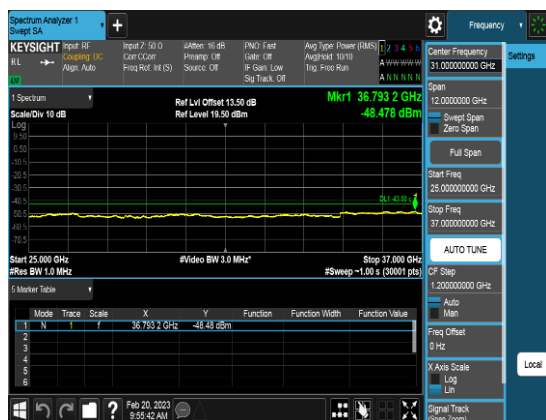 Spectrum Analyzer 1
Swept SA
+
Frequency
KEYSIGHT
RL
Input: RF
Coupling: DC
Align: Auto
Input Z: 50 Ω
Corr CCorr
Freq Ref: Int (S)
#Atten: 16 dB
Preamp: Off
Source: Off
PNO: Fast
Gate: Off
IF Gain: Low
Sig Track: Off
Avg Type: Power (RMS)
Avg|Hold: 10/10
Trig: Free Run
1 2 3 4 5 6
A W W W W W
A N N N N N
1 Spectrum
Scale/Div 10 dB
Ref Lvl Offset 13.50 dB
Ref Level 19.50 dBm
Mkr1 36.793 2 GHz
-48.478 dBm
Log
9.50
-0.50
-10.5
-20.5
-30.5
-40.5
-50.5
-60.5
-70.5
DL1 -43.00
1
Start 25.000 GHz
#Res BW 1.0 MHz
#Video BW 3.0 MHz*
Stop 37.000 GHz
#Sweep ~1.00 s (30001 pts)
5 Marker Table
Mode Trace Scale X Y Function Function Width Function Value
1 N 1 f 36.793 2 GHz -48.48 dBm
2
3
4
5
6
Center Frequency
31.000000000 GHz
Settings
Span
12.0000000 GHz
Swept Span
Zero Span
Full Span
Start Freq
25.000000000 GHz
Stop Freq
37.000000000 GHz
AUTO TUNE
CF Step
1.200000000 GHz
Auto
Man
Freq Offset
0 Hz
X Axis Scale
Log
Lin
Local
Signal Track
(Span Zoom)
?
Feb 20, 2023
9:55:42 AM